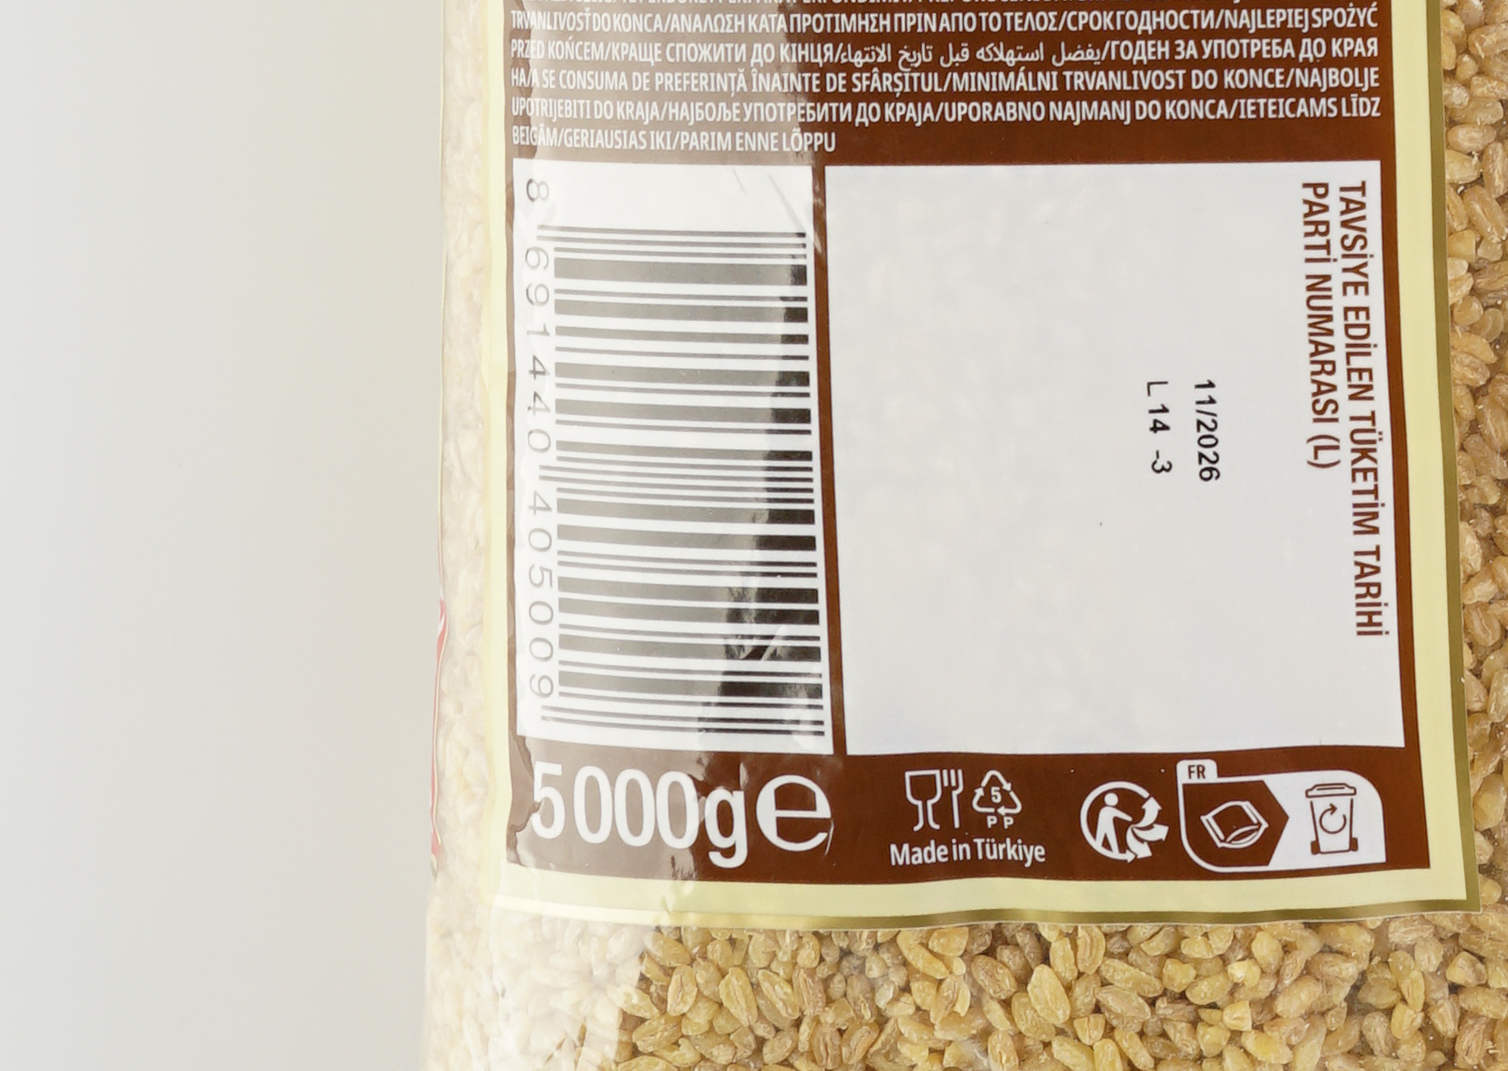 TRVANLIVOSŤ DO KONCA/ΑΝΑΛΩΣΗ ΚΑΤΑ ΠΡΟΤΙΜΗΣΗ ΠΡΙΝ ΑΠΟ ΤΟ ΤΕΛΟΣ/СРОК ГОДНОСТИ/NAJLEPIEJ SPOŻYĆ
PRZED KOŃCEM/КРАЩЕ СПОЖИТИ ДО КІНЦЯ/يفضل استهلاكه قبل تاريخ الانتهاء/ГОДЕН ЗА УПОТРЕБА ДО КРАЯ
НА/A SE CONSUMA DE PREFERINȚĂ ÎNAINTE DE SFÂRȘITUL/MINIMÁLNI TRVANLIVOST DO KONCE/NAJBOLJE
UPOTRIJEBITI DO KRAJA/НАЈБОЉЕ УПОТРЕБИТИ ДО КРАЈА/UPORABNO NAJMANJ DO KONCA/IETEICAMS LĪDZ
BEIGĀM/GERIAUSIAS IKI/PARIM ENNE LÕPPU
8 691440 405009
TAVSİYE EDİLEN TÜKETİM TARİHİ
PARTİ NUMARASI (L)
11/2026
L 14 -3
5000g e
5
PP
Made in Türkiye
FR